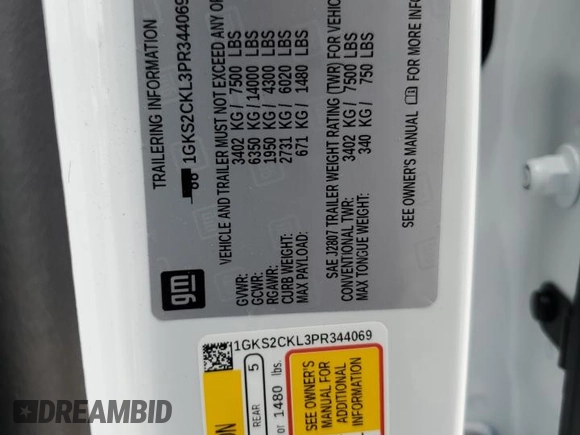 TRAILERING INFORMATION
1GKS2CKL3PR344069
VEHICLE AND TRAILER MUST NOT EXCEED ANY OF
GVWR: 3402 KG / 7500 LBS
GCWR: 6350 KG / 14000 LBS
RGAWR: 1950 KG / 4300 LBS
CURB WEIGHT: 2731 KG / 6020 LBS
MAX PAYLOAD: 671 KG / 1480 LBS
SAE J2807 TRAILER WEIGHT RATING (TWR) FOR VEHIC
CONVENTIONAL TWR: 3402 KG / 7500 LBS
MAX TONGUE WEIGHT: 340 KG / 750 LBS
SEE OWNER'S MANUAL FOR MORE INFO
gm
1GKS2CKL3PR344069
REAR 5
or 1480 lbs.
SEE OWNER'S
MANUAL FOR
ADDITIONAL
INFORMATION
ON
DREAMBID